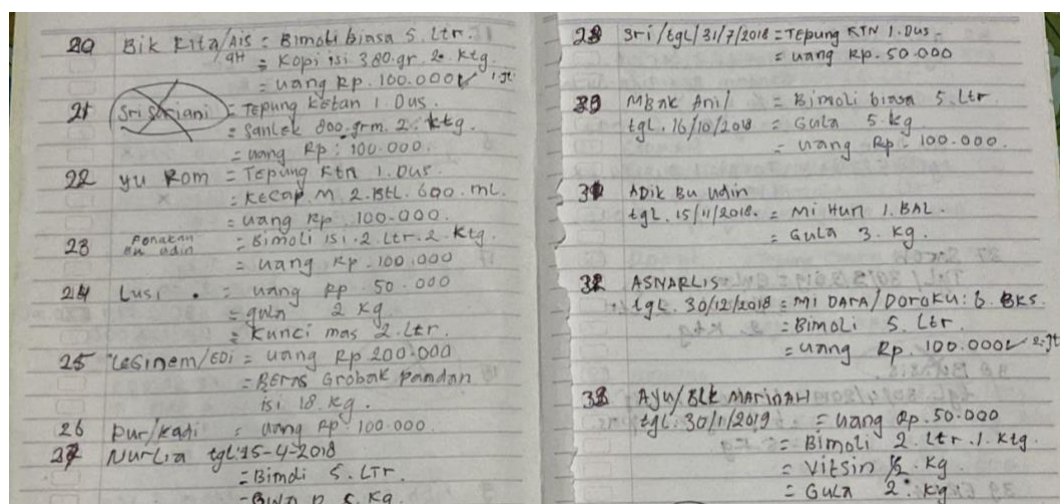 20 Bik Rita/Ais = Bimoli biasa 5. Ltr.
= Kopi isi 380.gr. 2. Ktg.
= uang Rp. 100.000
21 Sri Suriani = Tepung Ketan 1. Dus.
= Sanlek 800.grm. 2. Ktg.
= uang Rp: 100.000.
22 yu Rom = Tepung Ktn 1. Dus.
= Kecap M 2. Btl. 600. ml.
= uang Rp 100.000.
23 Ponakan Bu udin = Bimoli isi. 2. Ltr. 2. Ktg.
= uang Rp. 100.000
24 Lusi = uang Rp. 50.000
= gula 2 Kg
= Kunci mas 2. Ltr.
25 Lesinem/EDi = uang Rp 200.000
= BERAS Grobak Pandan
isi 18. Kg.
26 Pur/Kadi = uang Rp 100.000.
27 Nurlia tgl 15-4-2018
= Bimoli 5. LTr.
5. Kg.
Sri/tgl/31/7/2018 = Tepung KTN 1. Dus
= uang Rp. 50.000
Mbak Ani/ = Bimoli biasa 5. Ltr
tgl. 16/10/2018 = Gula 5. Kg
= uang Rp. 100.000.
ADik Bu udin
tgl. 15/11/2018. = Mi Hun 1. BAL.
= Gula 3. Kg.
ASNARLIS
tgl. 30/12/2018 = Mi DARA/DoroKu: 6. BKS.
= Bimoli 5. Ltr.
= uang Rp. 100.000
Ayu/
tgl. 30/1/2019 = uang Rp. 50.000
= Bimoli 2. Ltr. 1. Ktg.
= Vitsin 1/2. Kg
= Gula 2. Kg